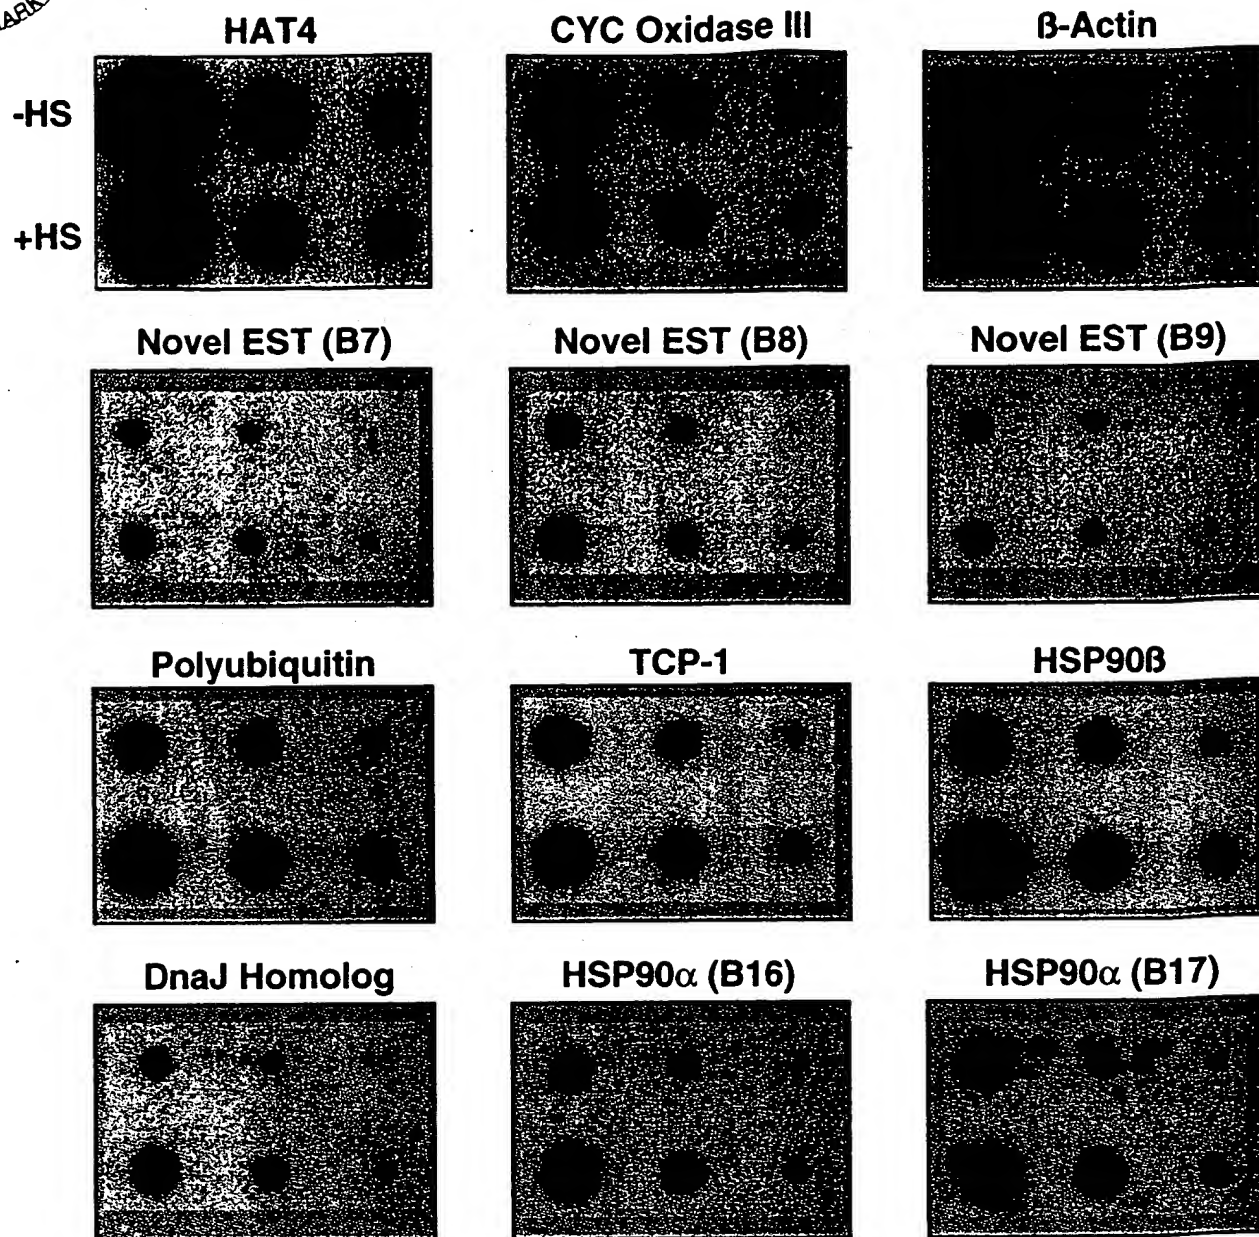 HAT4 CYC Oxidase III ß-Actin
-HS
+HS
Novel EST (B7) Novel EST (B8) Novel EST (B9)
Polyubiquitin TCP-1 HSP90ß
DnaJ Homolog HSP90α (B16) HSP90α (B17)